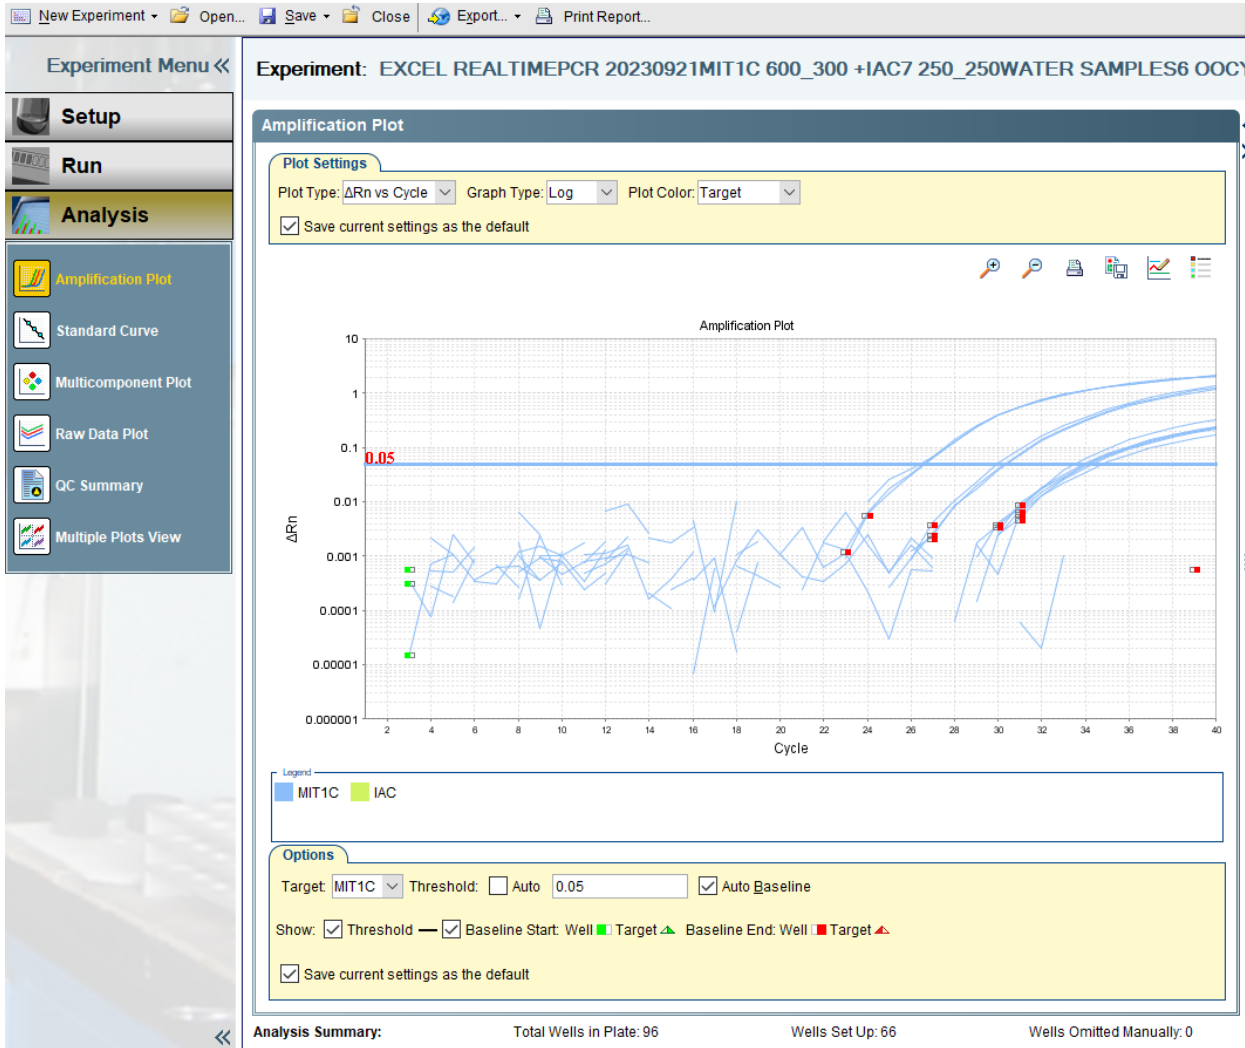 New Experiment Open... Save Close Export... Print Report...
Experiment Menu «
Experiment: EXCEL REALTIMEPCR 20230921MIT1C 600_300 +IAC7 250_250WATER SAMPLES6 OOCY
Setup
Run
Analysis
Amplification Plot
Standard Curve
Multicomponent Plot
Raw Data Plot
QC Summary
Multiple Plots View
Amplification Plot
Plot Settings
Plot Type: ΔRn vs Cycle Graph Type: Log Plot Color: Target
Save current settings as the default
Amplification Plot
10
1
0.1
0.05
0.01
0.001
0.0001
0.00001
0.000001
ΔRn
2 4 6 8 10 12 14 16 18 20 22 24 26 28 30 32 34 36 38 40
Cycle
Legend
MIT1C IAC
Options
Target: MIT1C Threshold: Auto 0.05 Auto Baseline
Show: Threshold Baseline Start: Well Target Baseline End: Well Target
Save current settings as the default
«
Analysis Summary: Total Wells in Plate: 96 Wells Set Up: 66 Wells Omitted Manually: 0